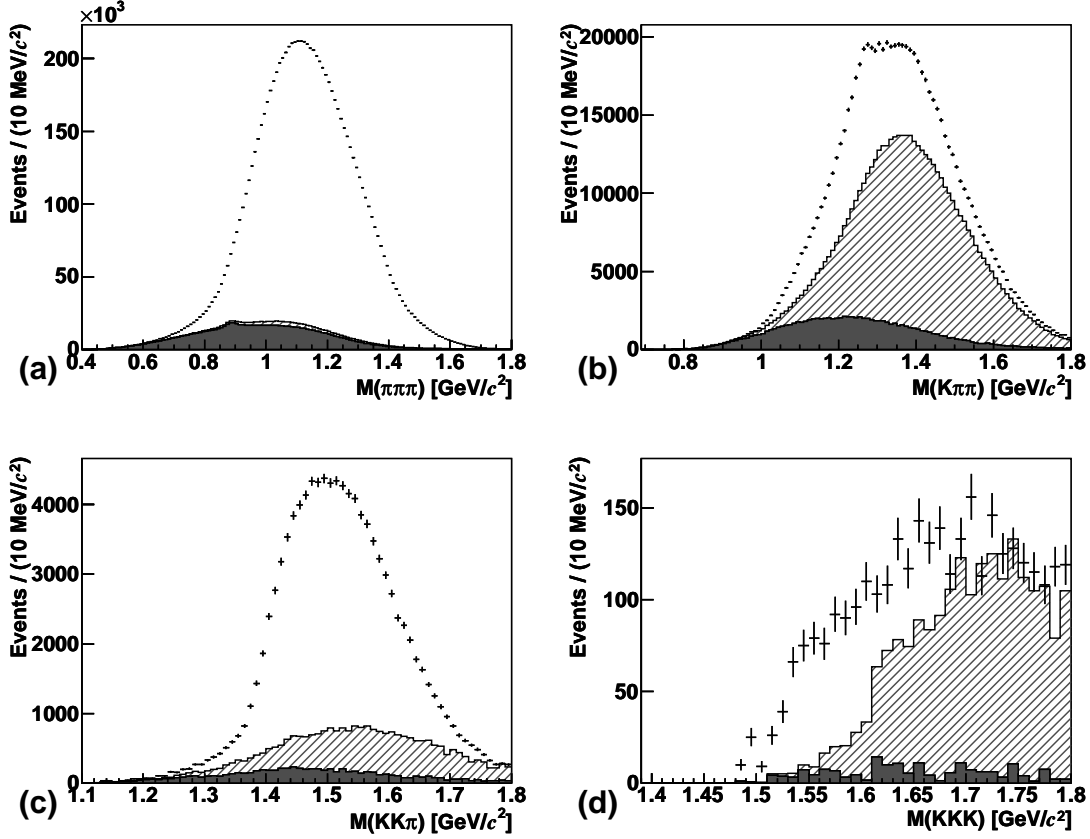 ×10³
Events / (10 MeV/c²)
200
150
100
50
0
0.4 0.6 0.8 1 1.2 1.4 1.6 1.8
(a)
M(πππ) [GeV/c²]
Events / (10 MeV/c²)
20000
15000
10000
5000
0
0.8 1 1.2 1.4 1.6 1.8
(b)
M(Kππ) [GeV/c²]
Events / (10 MeV/c²)
4000
3000
2000
1000
0
1.1 1.2 1.3 1.4 1.5 1.6 1.7 1.8
(c)
M(KKπ) [GeV/c²]
Events / (10 MeV/c²)
150
100
50
0
1.4 1.45 1.5 1.55 1.6 1.65 1.7 1.75 1.8
(d)
M(KKK) [GeV/c²]